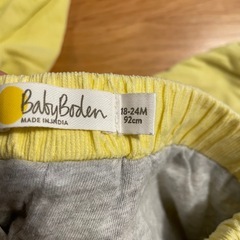 BabyBoden
MADE IN INDIA
18-24M
92cm